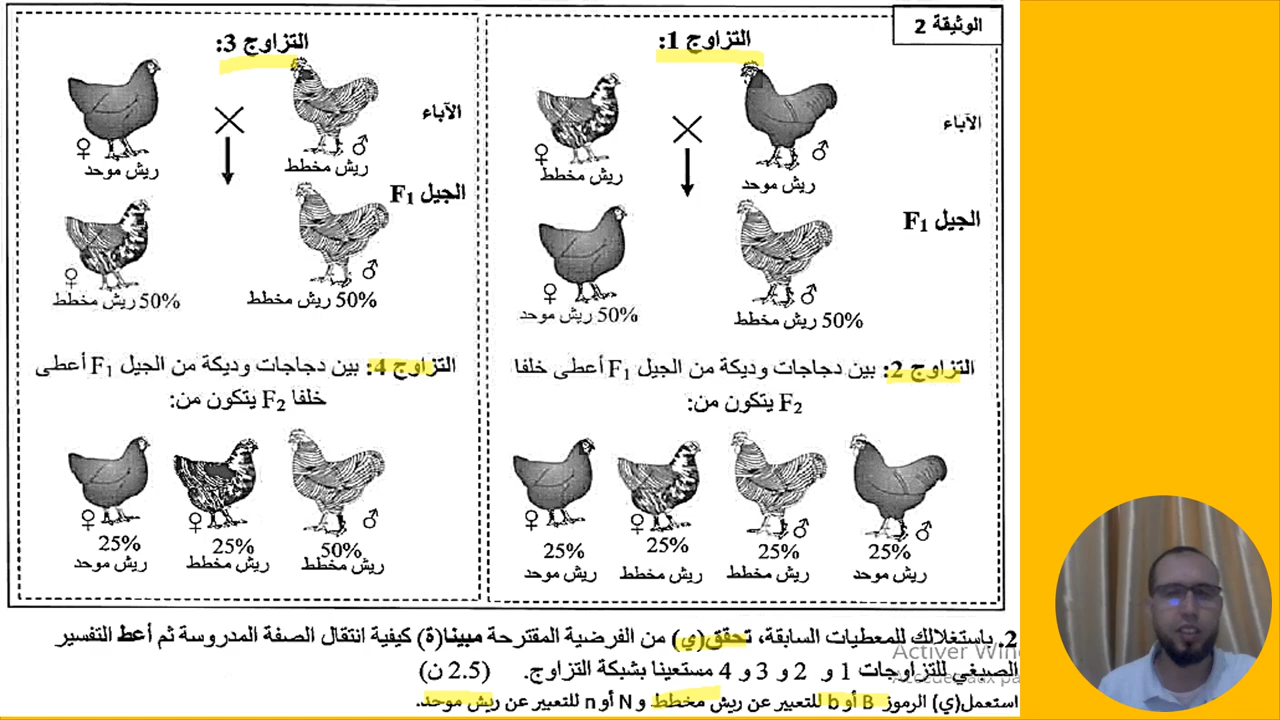 الوثيقة 2
التزاوج 1:
الآباء
♀ ♂
ريش مخطط
ريش موحد
الجيل F1
♀ ♂
50% ريش موحد
50% ريش مخطط
التزاوج 2: بين دجاجات وديكة من الجيل F1 أعطى خلفا
F2 يتكون من:
♂ ♂ ♀ ♀
25% 25% 25% 25%
ريش موحد ريش مخطط ريش مخطط ريش موحد
التزاوج 3:
الآباء
♀ ♂
ريش موحد
ريش مخطط
الجيل F1
♀ ♂
50% ريش مخطط
50% ريش مخطط
التزاوج 4: بين دجاجات وديكة من الجيل F1 أعطى
خلفا F2 يتكون من:
♂ ♀ ♀
50% 25% 25%
ريش مخطط ريش مخطط ريش موحد
2. باستغلالك للمعطيات السابقة، تحقق(ي) من الفرضية المقترحة مبينا(ة) كيفية انتقال الصفة المدروسة ثم أعط التفسير
الصبغي للتزاوجات 1 و 2 و 3 و 4 مستعينا بشبكة التزاوج. (2.5 ن)
استعمل(ي) الرموز B أو b للتعبير عن ريش مخطط و N أو n للتعبير عن ريش موحد.
Activer Win